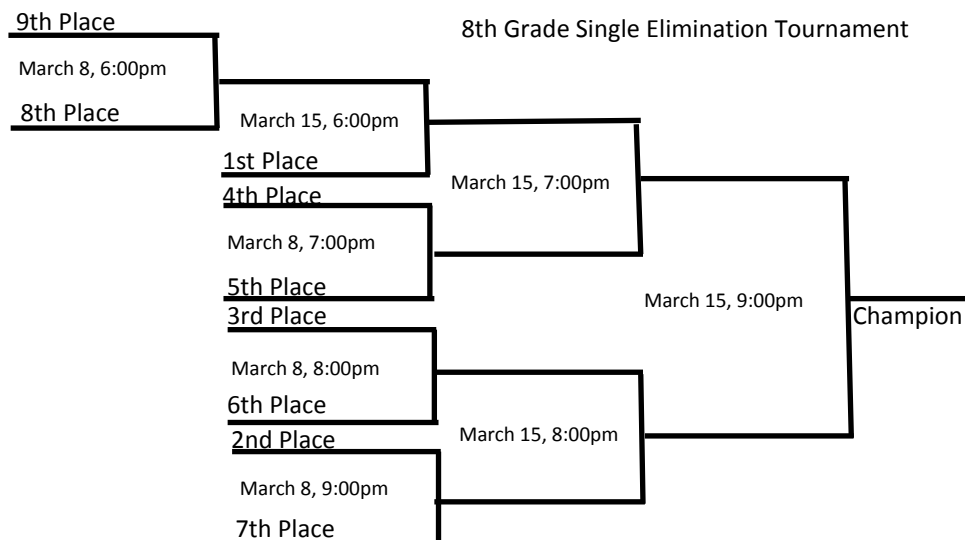 9th Place
8th Grade Single Elimination Tournament
March 8, 6:00pm
8th Place
March 15, 6:00pm
1st Place
4th Place
March 15, 7:00pm
March 8, 7:00pm
5th Place
3rd Place
March 15, 9:00pm
Champion
March 8, 8:00pm
6th Place
2nd Place
March 15, 8:00pm
March 8, 9:00pm
7th Place